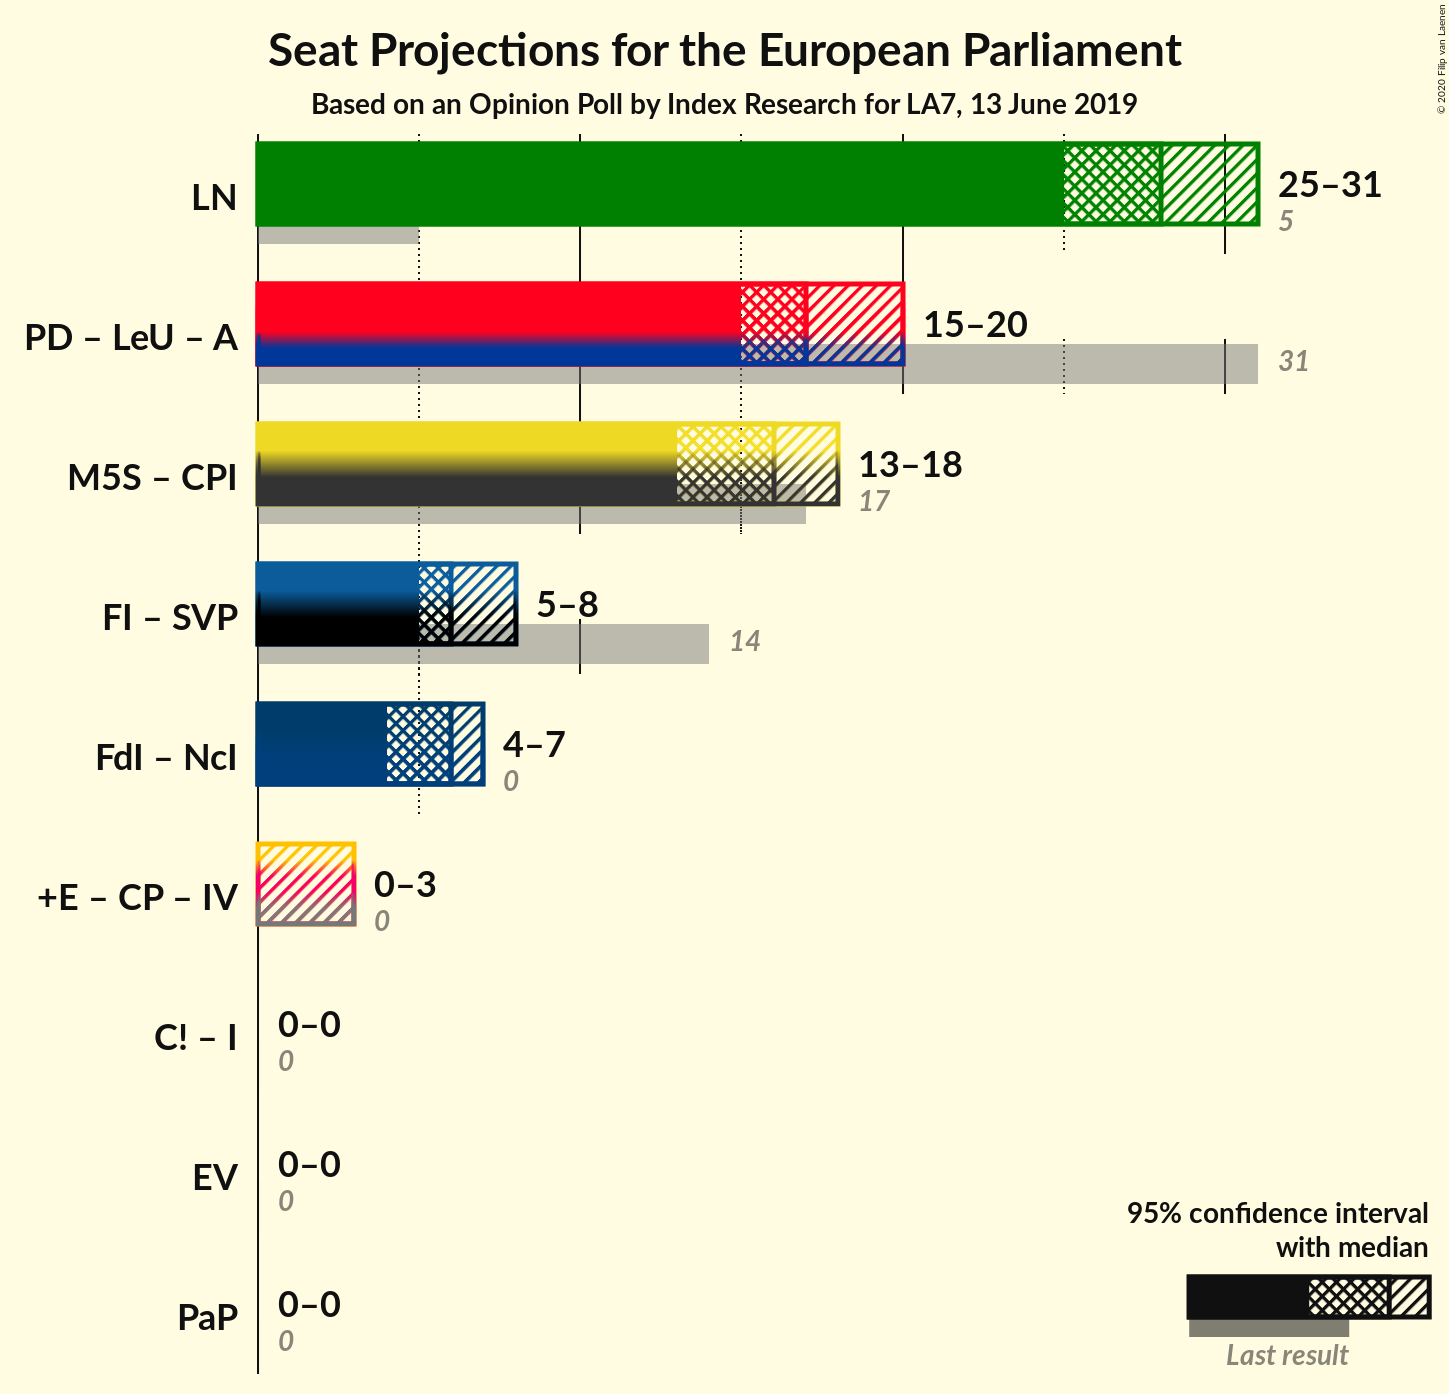 Seat Projections for the European Parliament
Based on an Opinion Poll by Index Research for LA7, 13 June 2019
© 2020 Filip van Laenen
LN
25–31
5
PD – LeU – A
15–20
31
M5S – CPI
13–18
17
FI – SVP
5–8
14
FdI – NcI
4–7
0
+E – CP – IV
0–3
0
C! – I
0–0
0
EV
0–0
0
PaP
0–0
0
95% confidence interval
with median
Last result